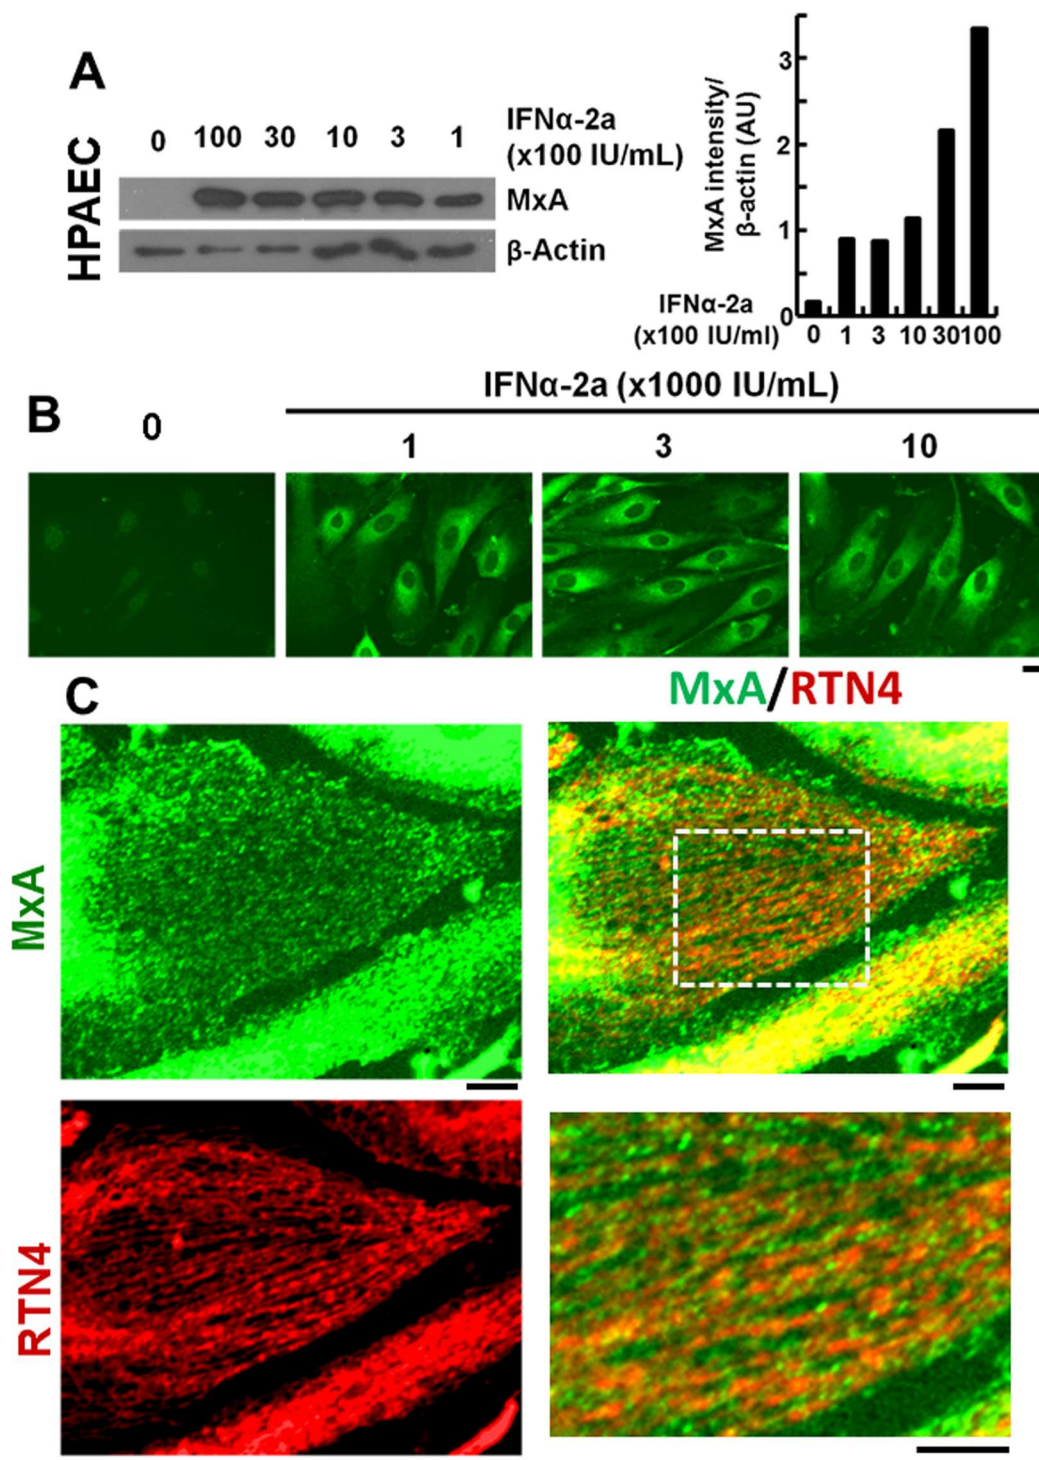 A
HPAEC
0 100 30 10 3 1
IFNα-2a
(x100 IU/mL)
MxA
β-Actin
MxA intensity/
β-actin (AU)
3
2
1
0
IFNα-2a
(x100 IU/ml)
0 1 3 10 30 100
B
IFNα-2a (x1000 IU/mL)
0 1 3 10
C
MxA/RTN4
MxA
RTN4